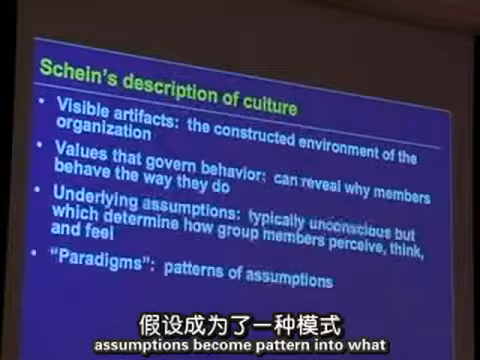 Schein's description of culture
• Visible artifacts: the constructed environment of the
organization
• Values that govern behavior: can reveal why members
behave the way they do
• Underlying assumptions: typically unconscious but
which determine how group members perceive, think,
and feel
• "Paradigms": patterns of assumptions
假设成为了一种模式
assumptions become pattern into what